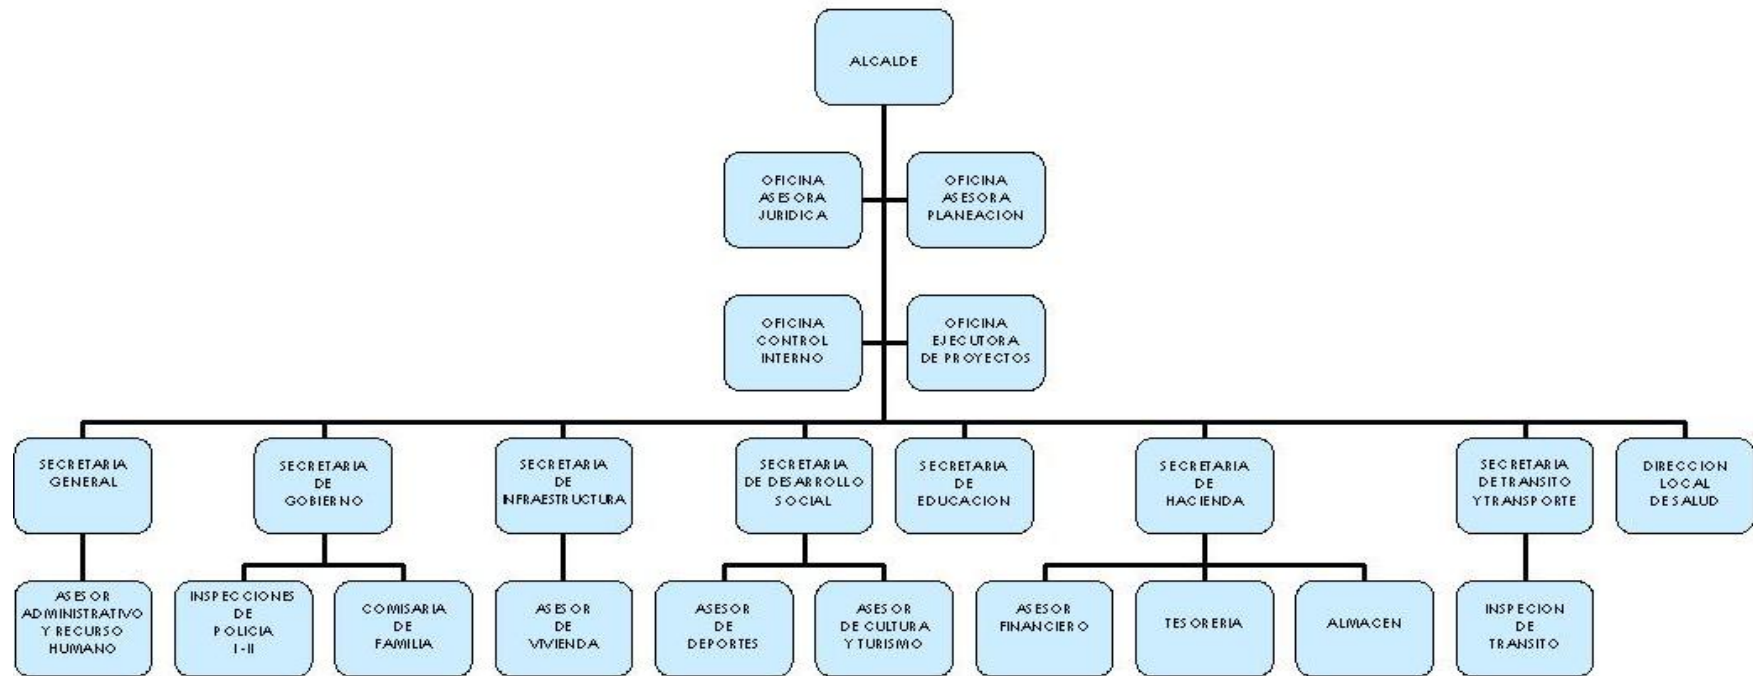 ALCALDE
OFICINA
ASESORA
JURIDICA
OFICINA
ASESORA
PLANEACION
OFICINA
CONTROL
INTERNO
OFICINA
EJECUTORA
DE PROYECTOS
SECRETARIA
GENERAL
SECRETARIA
DE
GOBIERNO
SECRETARIA
DE
INFRAESTRUCTURA
SECRETARIA
DE DESARROLLO
SOCIAL
SECRETARIA
DE
EDUCACION
SECRETARIA
DE
HACIENDA
SECRETARIA
DE TRANSITO
Y TRANSPORTE
DIRECCION
LOCAL
DE SALUD
ASESOR
ADMINISTRATIVO
Y RECURSO
HUMANO
INSPECCIONES
DE
POLICIA
I - II
COMISARIA
DE
FAMILIA
ASESOR
DE
VIVIENDA
ASESOR
DE
DEPORTES
ASESOR
DE CULTURA
Y TURISMO
ASESOR
FINANCIERO
TESORERIA
ALMACEN
INSPECION
DE
TRANSITO